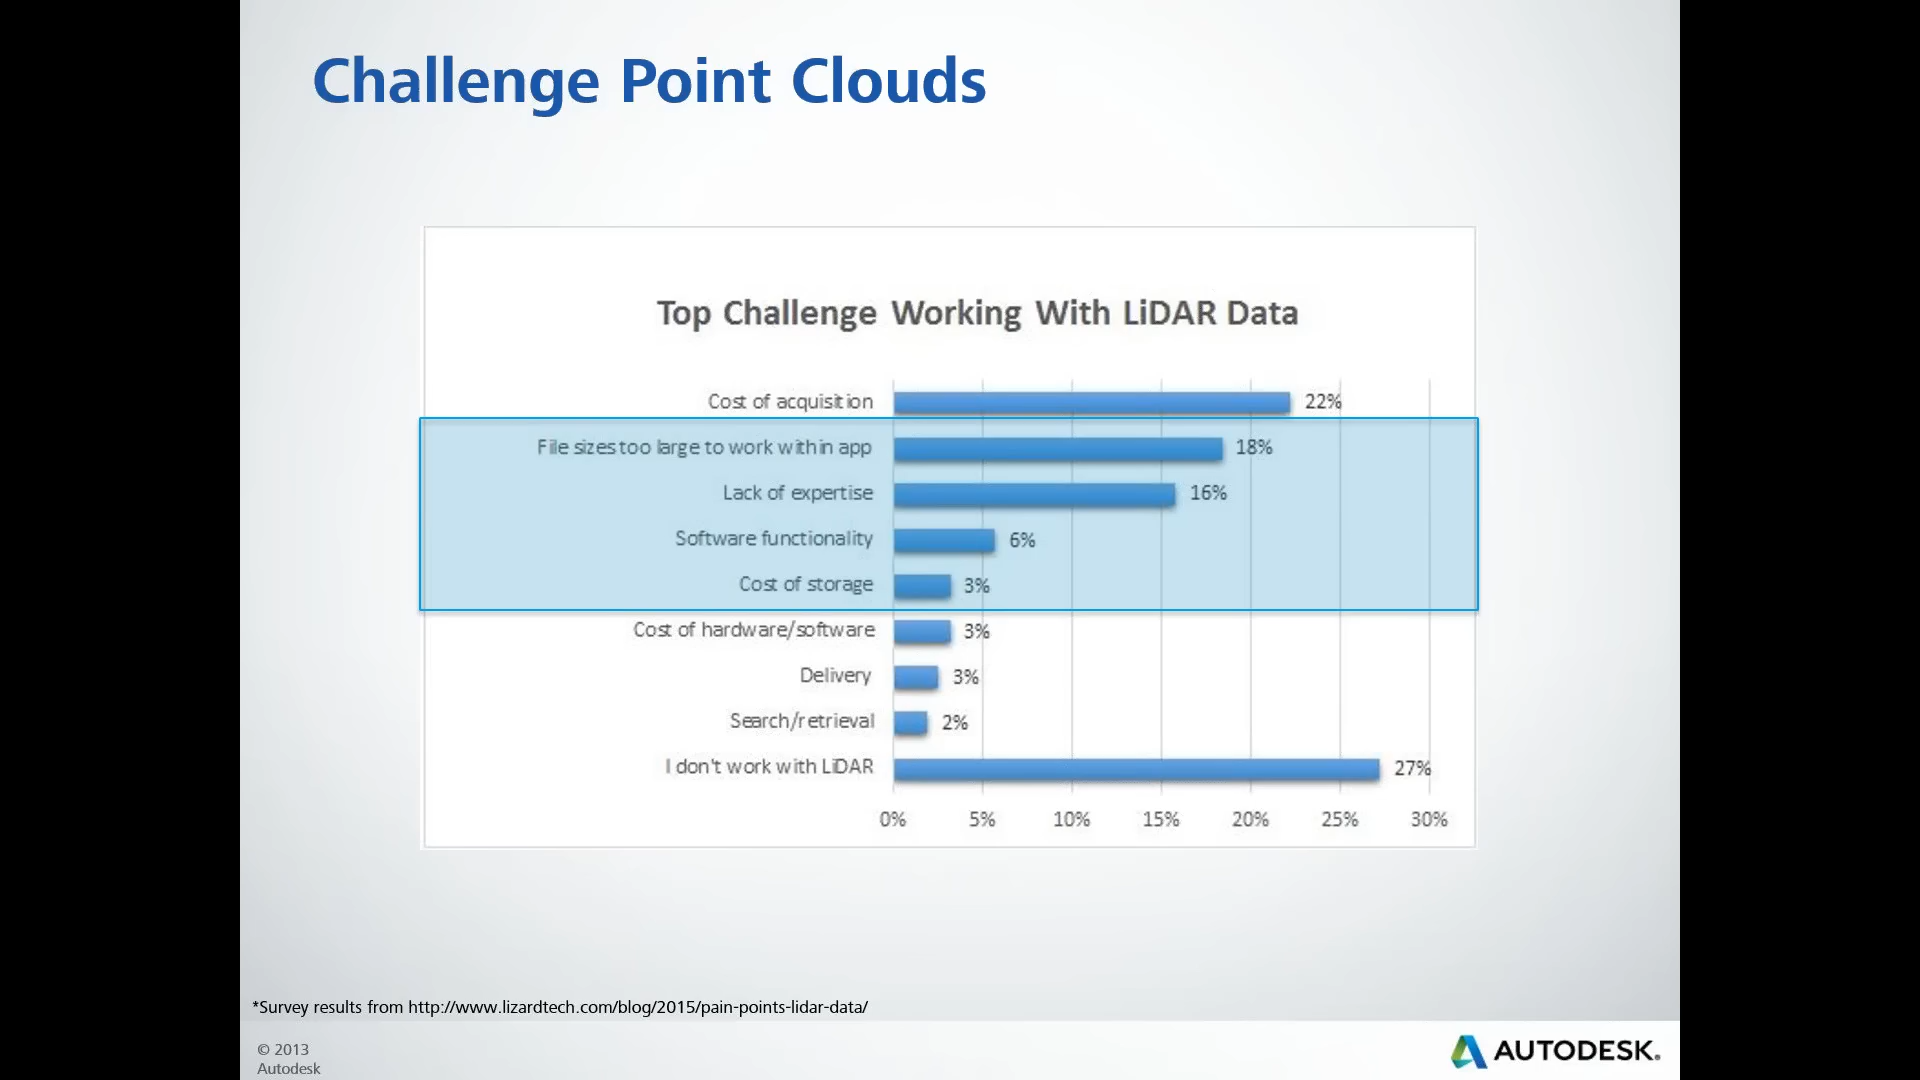 Challenge Point Clouds
Top Challenge Working With LiDAR Data
Cost of acquisition 22%
File sizes too large to work within app 18%
Lack of expertise 16%
Software functionality 6%
Cost of storage 3%
Cost of hardware/software 3%
Delivery 3%
Search/retrieval 2%
I don't work with LiDAR 27%
0% 5% 10% 15% 20% 25% 30%
*Survey results from http://www.lizardtech.com/blog/2015/pain-points-lidar-data/
© 2013
Autodesk
AUTODESK.